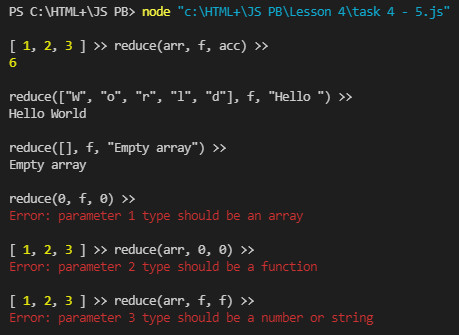 PS C:\HTML+\JS PB> node "c:\HTML+\JS PB\Lesson 4\task 4 - 5.js"
[ 1, 2, 3 ] >> reduce(arr, f, acc) >>
6
reduce(["W", "o", "r", "l", "d"], f, "Hello ") >>
Hello World
reduce([], f, "Empty array") >>
Empty array
reduce(0, f, 0) >>
Error: parameter 1 type should be an array
[ 1, 2, 3 ] >> reduce(arr, 0, 0) >>
Error: parameter 2 type should be a function
[ 1, 2, 3 ] >> reduce(arr, f, f) >>
Error: parameter 3 type should be a number or string